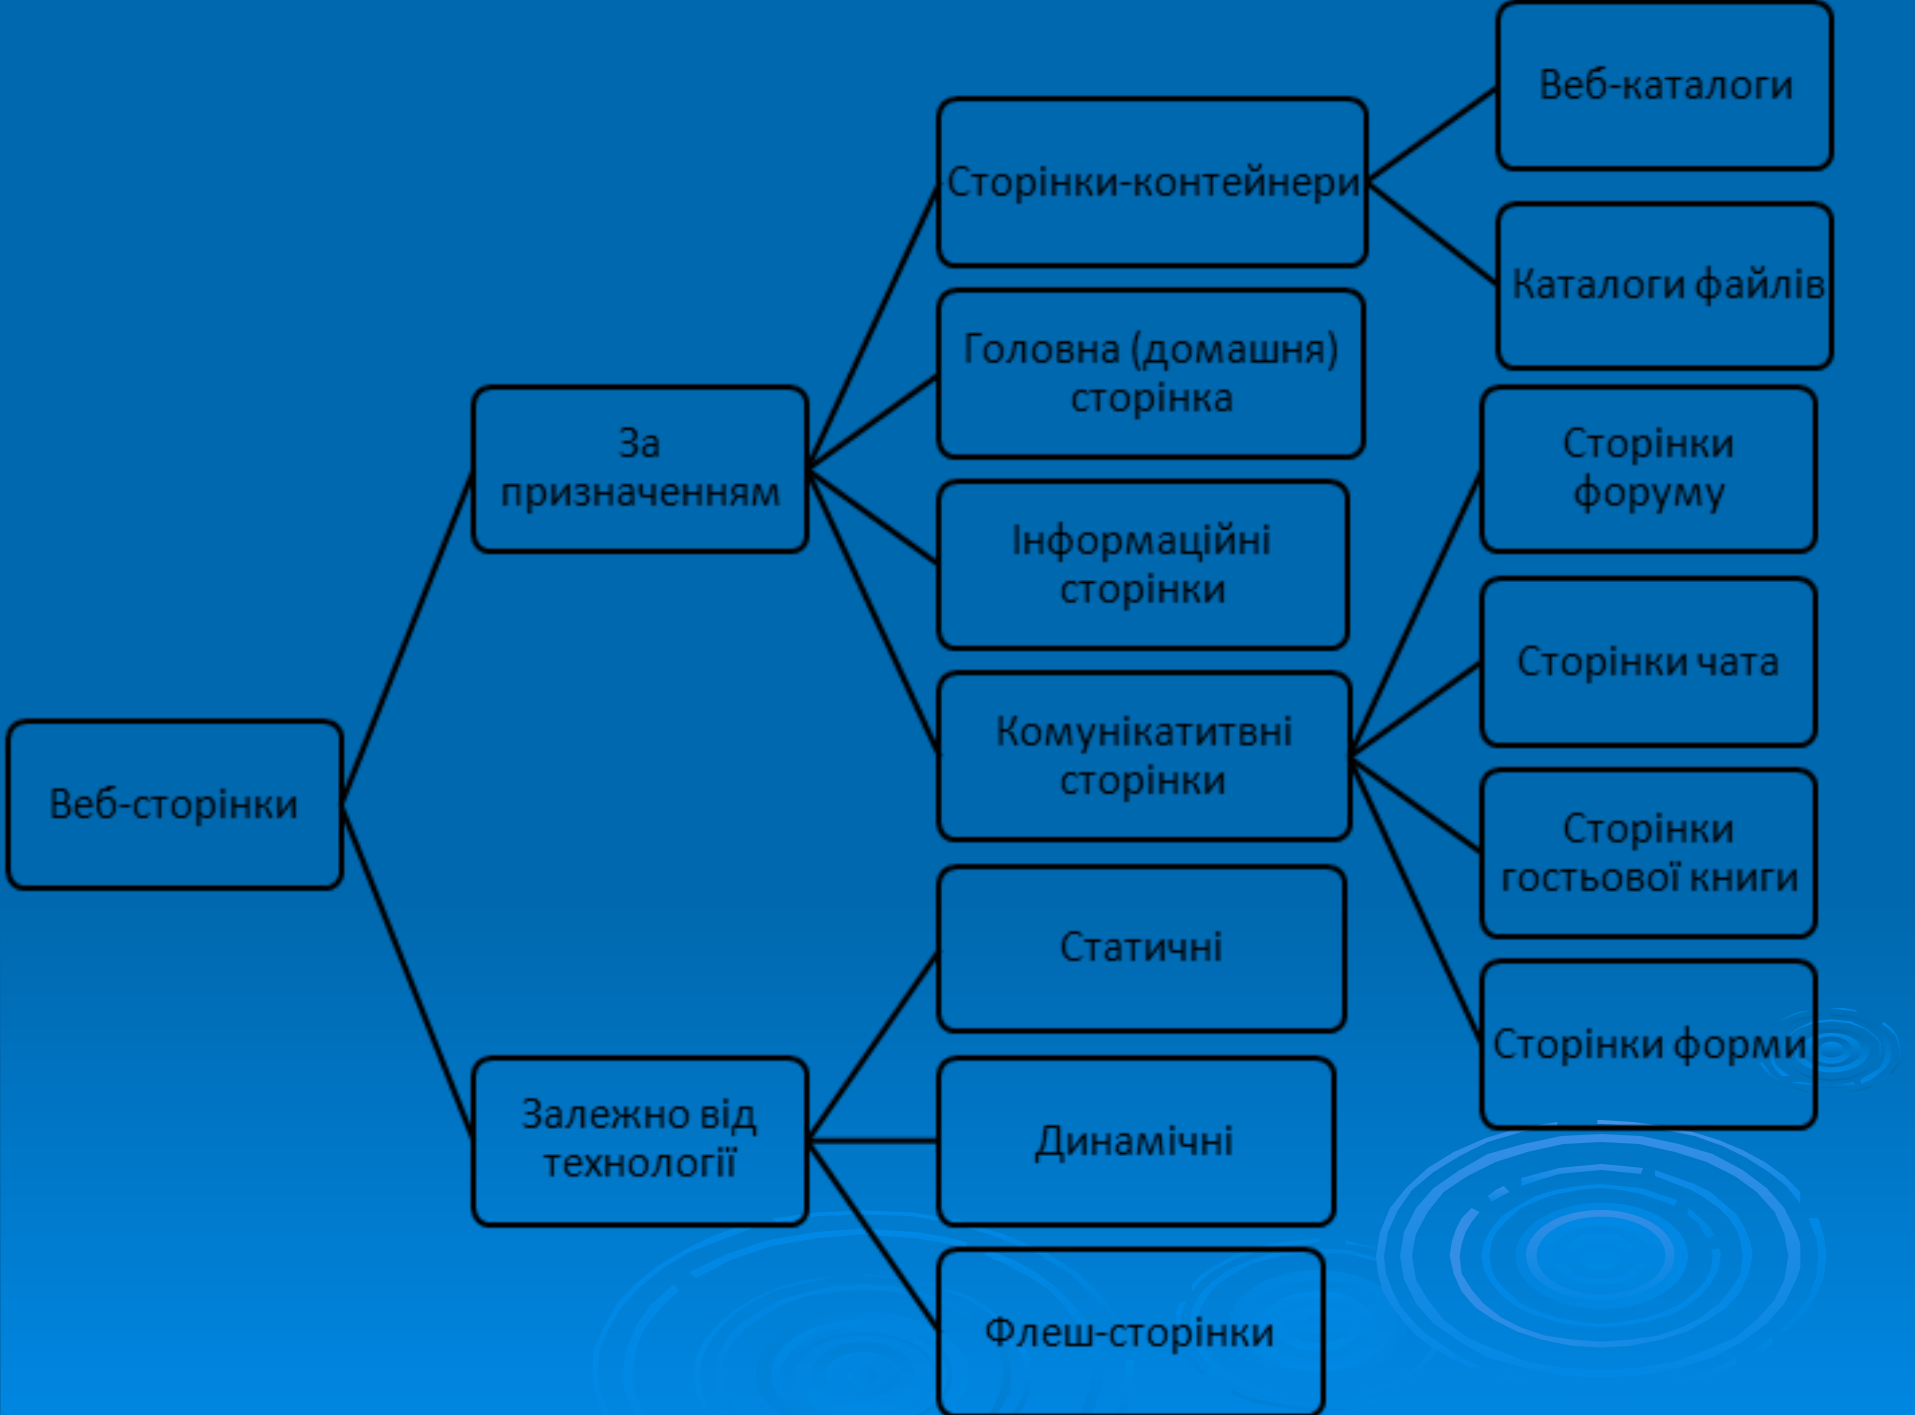 Веб-сторінки
За
призначенням
Сторінки-контейнери
Веб-каталоги
Каталоги файлів
Головна (домашня)
сторінка
Інформаційні
сторінки
Комунікатитвні
сторінки
Сторінки
форуму
Сторінки чата
Сторінки
гостьової книги
Сторінки форми
Залежно від
технології
Статичні
Динамічні
Флеш-сторінки